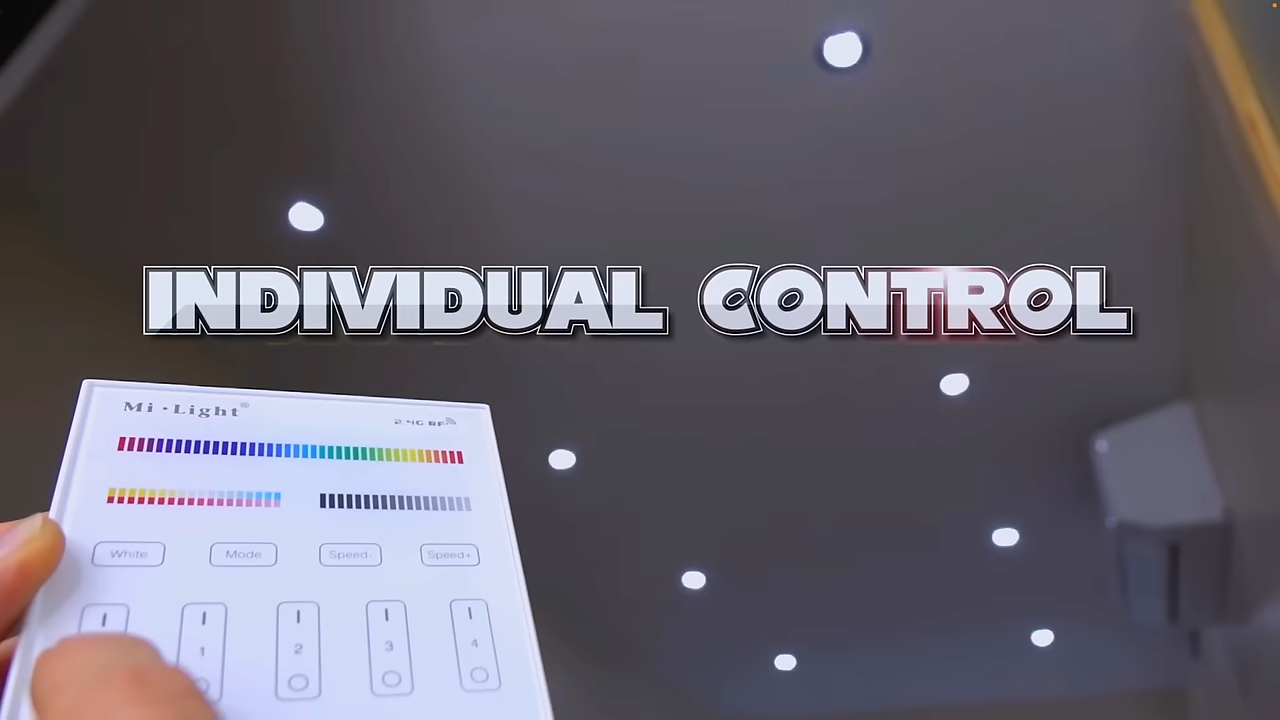 INDIVIDUAL CONTROL
Mi·Light®
2.4G RF
White Mode Speed- Speed+
1 2 3 4